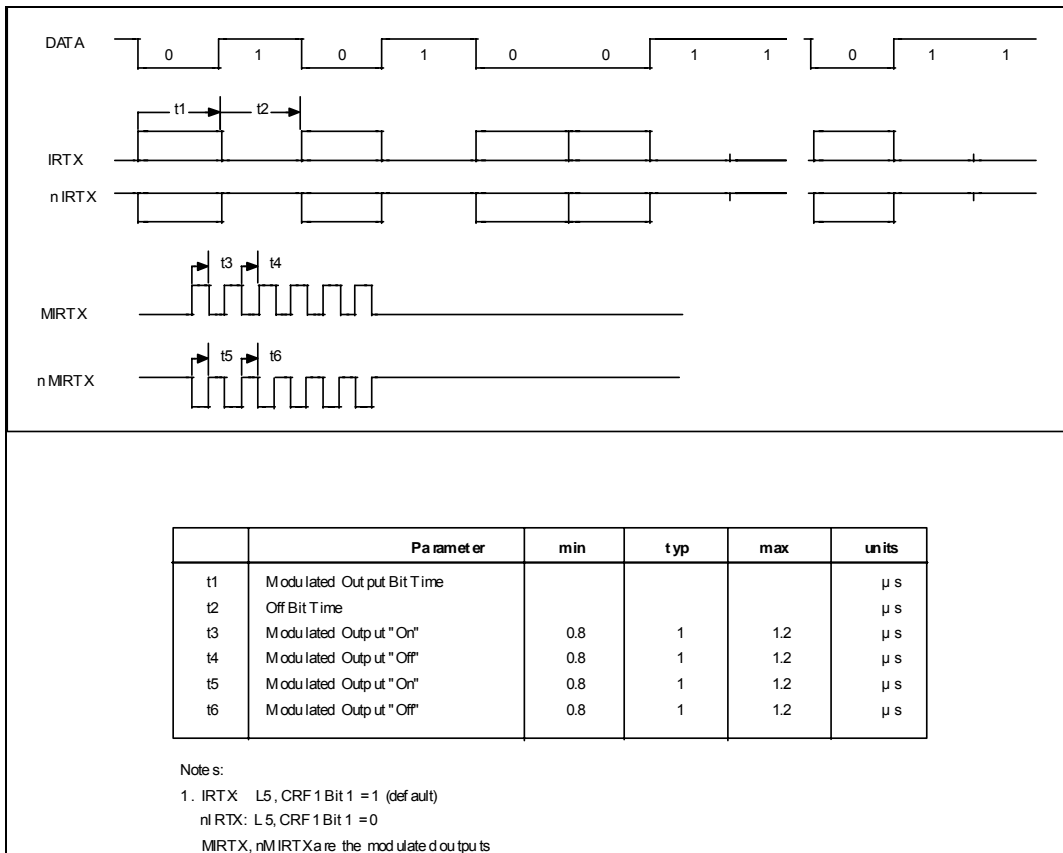 DATA 0 1 0 1 0 0 1 1 0 1 1
t1 t2
IRTX
nIRTX
t3 t4
MIRTX
t5 t6
nMIRTX
Parameter min typ max units
t1 Modulated Output Bit Time µs
t2 Off Bit Time µs
t3 Modulated Output "On" 0.8 1 1.2 µs
t4 Modulated Output "Off" 0.8 1 1.2 µs
t5 Modulated Output "On" 0.8 1 1.2 µs
t6 Modulated Output "Off" 0.8 1 1.2 µs
Notes:
1. IRTX: L5, CRF1 Bit 1 = 1 (default)
nIRTX: L5, CRF1 Bit 1 = 0
MIRTX, nMIRTX are the modulated outputs